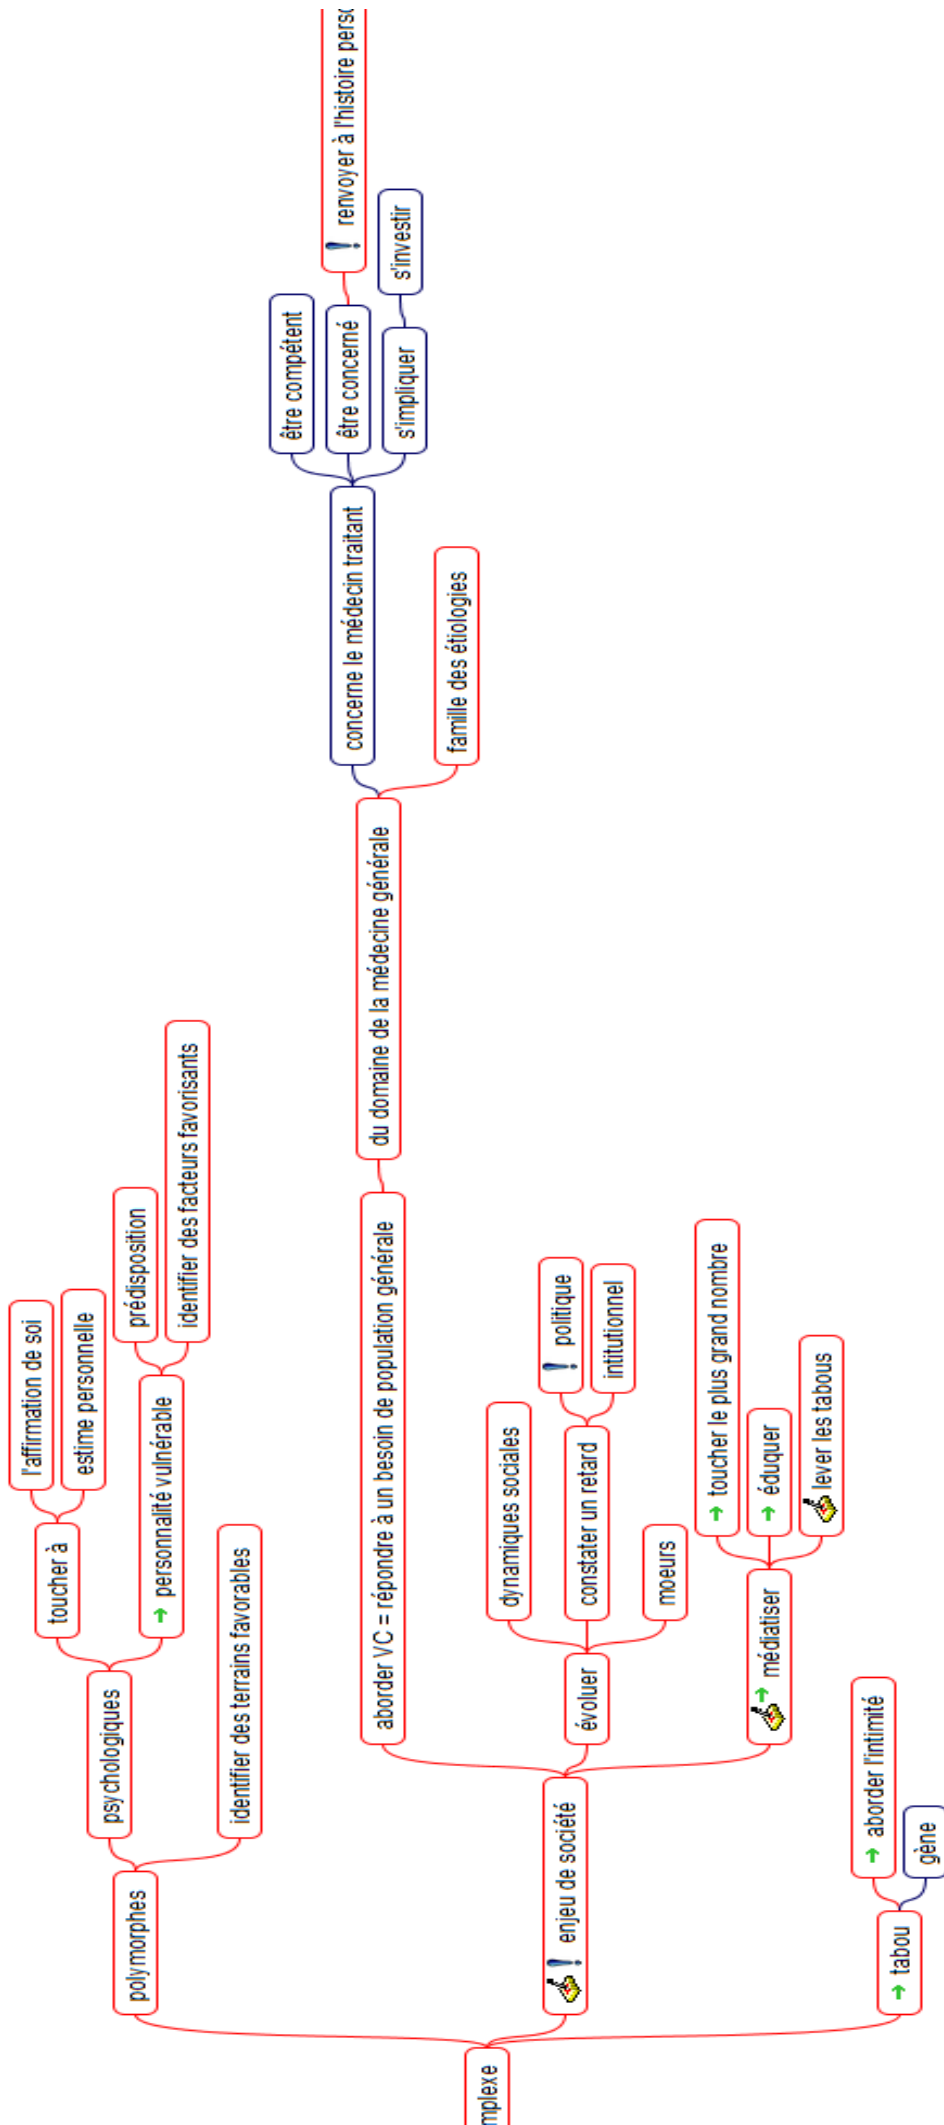 mplexe
polymorphes
psychologiques
toucher à
l'affirmation de soi
estime personnelle
personnalité vulnérable
prédisposition
identifier des facteurs favorisants
identifier des terrains favorables
enjeu de société
aborder VC = répondre à un besoin de population générale
du domaine de la médecine générale
concerne le médecin traitant
être compétent
être concerné
renvoyer à l'histoire perso
s'impliquer
s'investir
famille des étiologies
évoluer
dynamiques sociales
constater un retard
politique
intitutionnel
moeurs
médiatiser
toucher le plus grand nombre
éduquer
lever les tabous
tabou
aborder l'intimité
gène